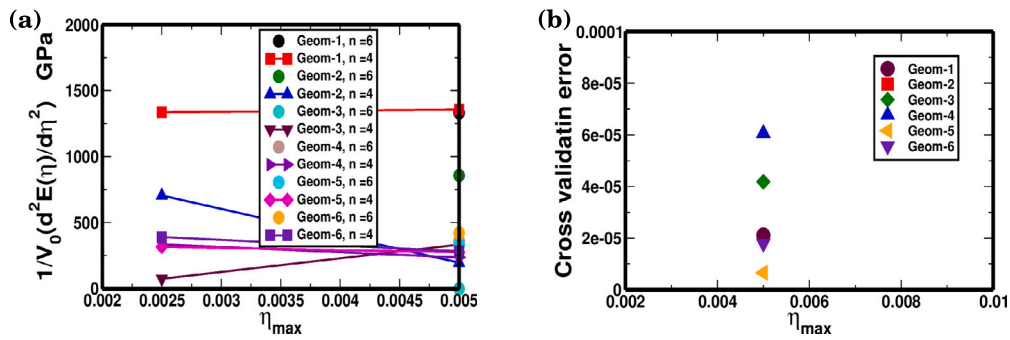 (a)
1/V0(d2E(η)/dη2) GPa
2000
1500
1000
500
0
0.002 0.0025 0.003 0.0035 0.004 0.0045 0.005
ηmax
Geom-1, n =6
Geom-1, n =4
Geom-2, n =6
Geom-2, n =4
Geom-3, n =6
Geom-3, n =4
Geom-4, n =6
Geom-4, n =4
Geom-5, n =6
Geom-5, n =4
Geom-6, n =6
Geom-6, n =4
(b)
Cross validatin error
0.0001
8e-05
6e-05
4e-05
2e-05
0
0.002 0.004 0.006 0.008 0.01
ηmax
Geom-1
Geom-2
Geom-3
Geom-4
Geom-5
Geom-6